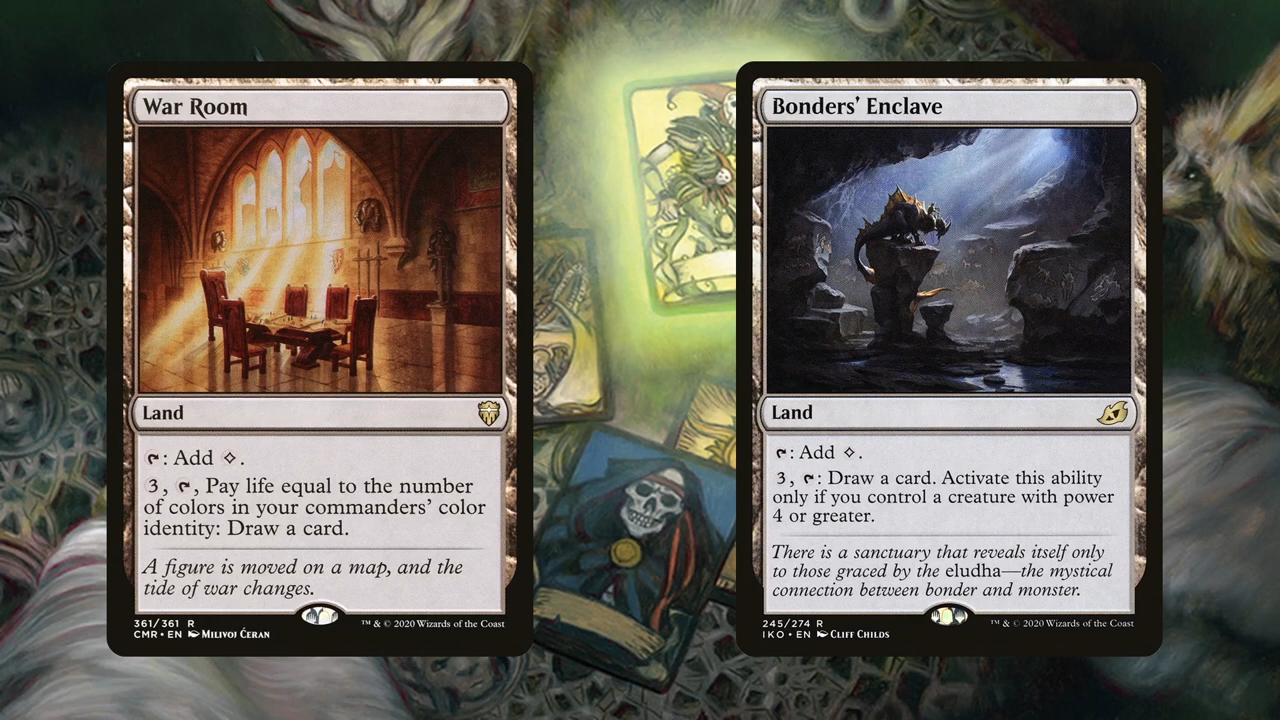 War Room
Land
: Add .
3, , Pay life equal to the number
of colors in your commanders' color
identity: Draw a card.
A figure is moved on a map, and the
tide of war changes.
361/361 R
CMR • EN Milivoj Ćeran
™ & © 2020 Wizards of the Coast
Bonders' Enclave
Land
: Add .
3, : Draw a card. Activate this ability
only if you control a creature with power
4 or greater.
There is a sanctuary that reveals itself only
to those graced by the eludha—the mystical
connection between bonder and monster.
245/274 R
IKO • EN Cliff Childs
™ & © 2020 Wizards of the Coast